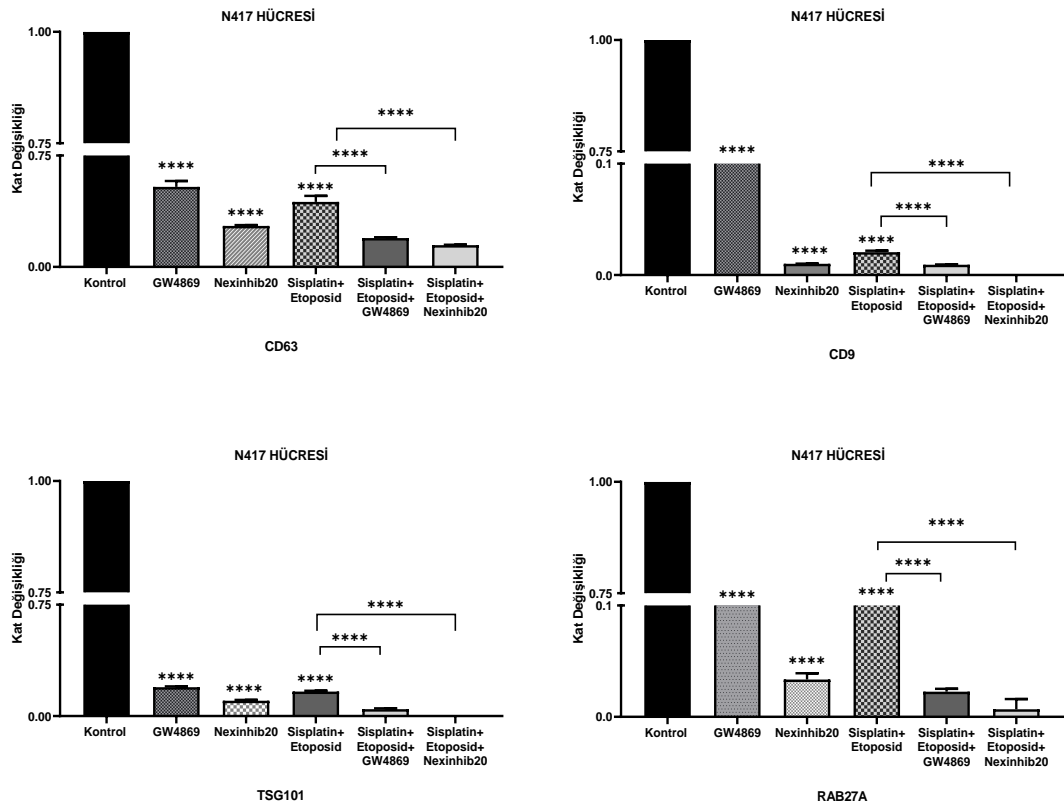 N417 HÜCRESİ
Kat Değişikliği
1.00
0.75
0.75
0.00
****
****
****
****
****
Kontrol
GW4869
Nexinhib20
Sisplatin+
Etoposid
Sisplatin+
Etoposid+
GW4869
Sisplatin+
Etoposid+
Nexinhib20
CD63
N417 HÜCRESİ
Kat Değişikliği
1.00
0.75
0.1
0.0
****
****
****
****
****
Kontrol
GW4869
Nexinhib20
Sisplatin+
Etoposid
Sisplatin+
Etoposid+
GW4869
Sisplatin+
Etoposid+
Nexinhib20
CD9
N417 HÜCRESİ
Kat Değişikliği
1.00
0.75
0.75
0.00
****
****
****
****
****
Kontrol
GW4869
Nexinhib20
Sisplatin+
Etoposid
Sisplatin+
Etoposid+
GW4869
Sisplatin+
Etoposid+
Nexinhib20
TSG101
N417 HÜCRESİ
Kat Değişikliği
1.00
0.75
0.1
0.0
****
****
****
****
****
Kontrol
GW4869
Nexinhib20
Sisplatin+
Etoposid
Sisplatin+
Etoposid+
GW4869
Sisplatin+
Etoposid+
Nexinhib20
RAB27A